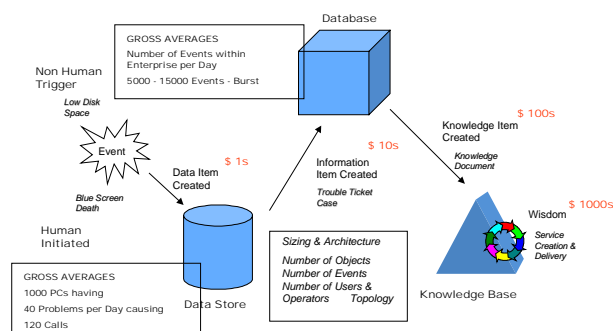 Database
GROSS AVERAGES
Number of Events within
Enterprise per Day
5000 - 15000 Events - Burst
Non Human
Trigger
Low Disk
Space
Event
Blue Screen
Death
Human
Initiated
GROSS AVERAGES
1000 PCs having
40 Problems per Day causing
120 Calls
$ 1s
Data Item
Created
Data Store
$ 10s
Information
Item Created
Trouble Ticket
Case
Sizing & Architecture
Number of Objects
Number of Events
Number of Users &
Operators Topology
$ 100s
Knowledge Item
Created
Knowledge
Document
$ 1000s
Wisdom
Service
Creation &
Delivery
Knowledge Base